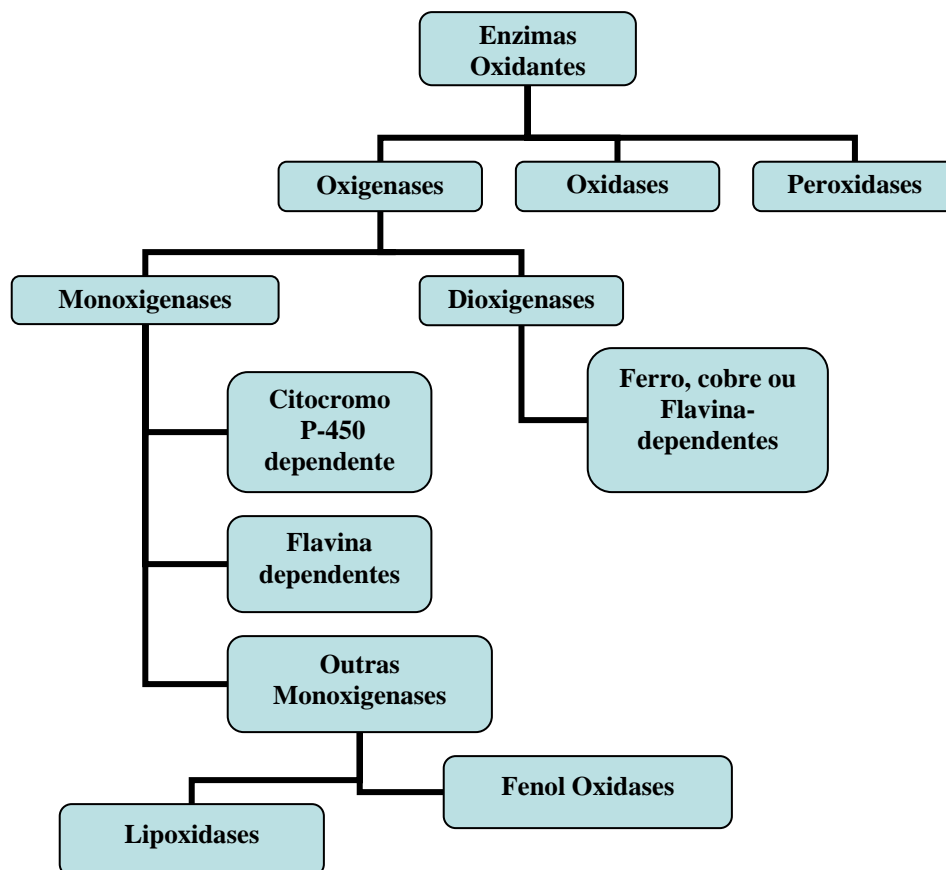 Enzimas
Oxidantes
Oxigenases
Oxidases
Peroxidases
Monoxigenases
Dioxigenases
Citocromo
P-450
dependente
Ferro, cobre ou
Flavina-
dependentes
Flavina
dependentes
Outras
Monoxigenases
Fenol Oxidases
Lipoxidases